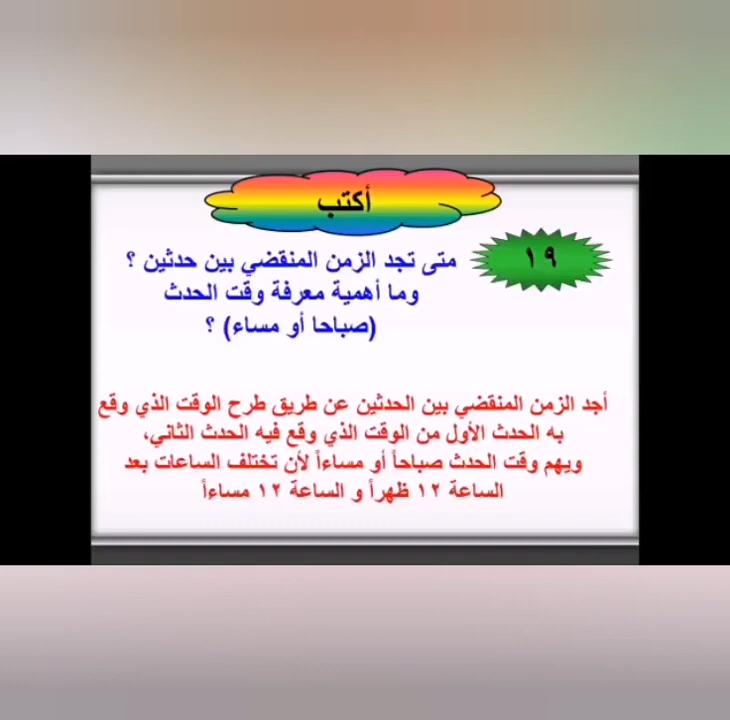 أكتب
١٩
متى تجد الزمن المنقضي بين حدثين ؟
وما أهمية معرفة وقت الحدث
(صباحا أو مساء) ؟
أجد الزمن المنقضي بين الحدثين عن طريق طرح الوقت الذي وقع
به الحدث الأول من الوقت الذي وقع فيه الحدث الثاني،
ويهم وقت الحدث صباحاً أو مساءاً لأن تختلف الساعات بعد
الساعة ١٢ ظهراً و الساعة ١٢ مساءاً